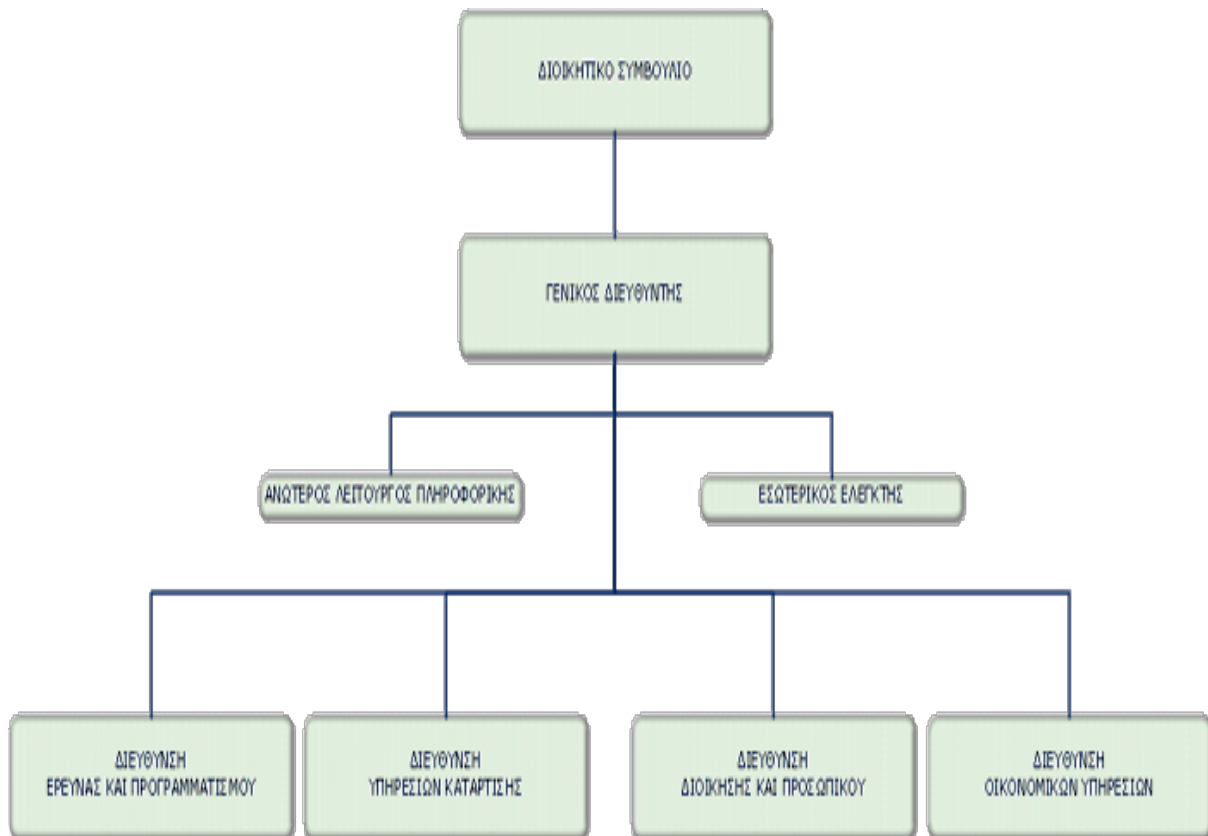 ΔΙΟΙΚΗΤΙΚΟ ΣΥΜΒΟΥΛΙΟ
ΓΕΝΙΚΟΣ ΔΙΕΥΘΥΝΤΗΣ
ΑΝΩΤΕΡΟΣ ΛΕΙΤΟΥΡΓΟΣ ΠΛΗΡΟΦΟΡΙΚΗΣ
ΕΣΩΤΕΡΙΚΟΣ ΕΛΕΓΚΤΗΣ
ΔΙΕΥΘΥΝΣΗ
ΕΡΕΥΝΑΣ ΚΑΙ ΠΡΟΓΡΑΜΜΑΤΙΣΜΟΥ
ΔΙΕΥΘΥΝΣΗ
ΥΠΗΡΕΣΙΩΝ ΚΑΤΑΡΤΙΣΗΣ
ΔΙΕΥΘΥΝΣΗ
ΔΙΟΙΚΗΣΗΣ ΚΑΙ ΠΡΟΣΩΠΙΚΟΥ
ΔΙΕΥΘΥΝΣΗ
ΟΙΚΟΝΟΜΙΚΩΝ ΥΠΗΡΕΣΙΩΝ